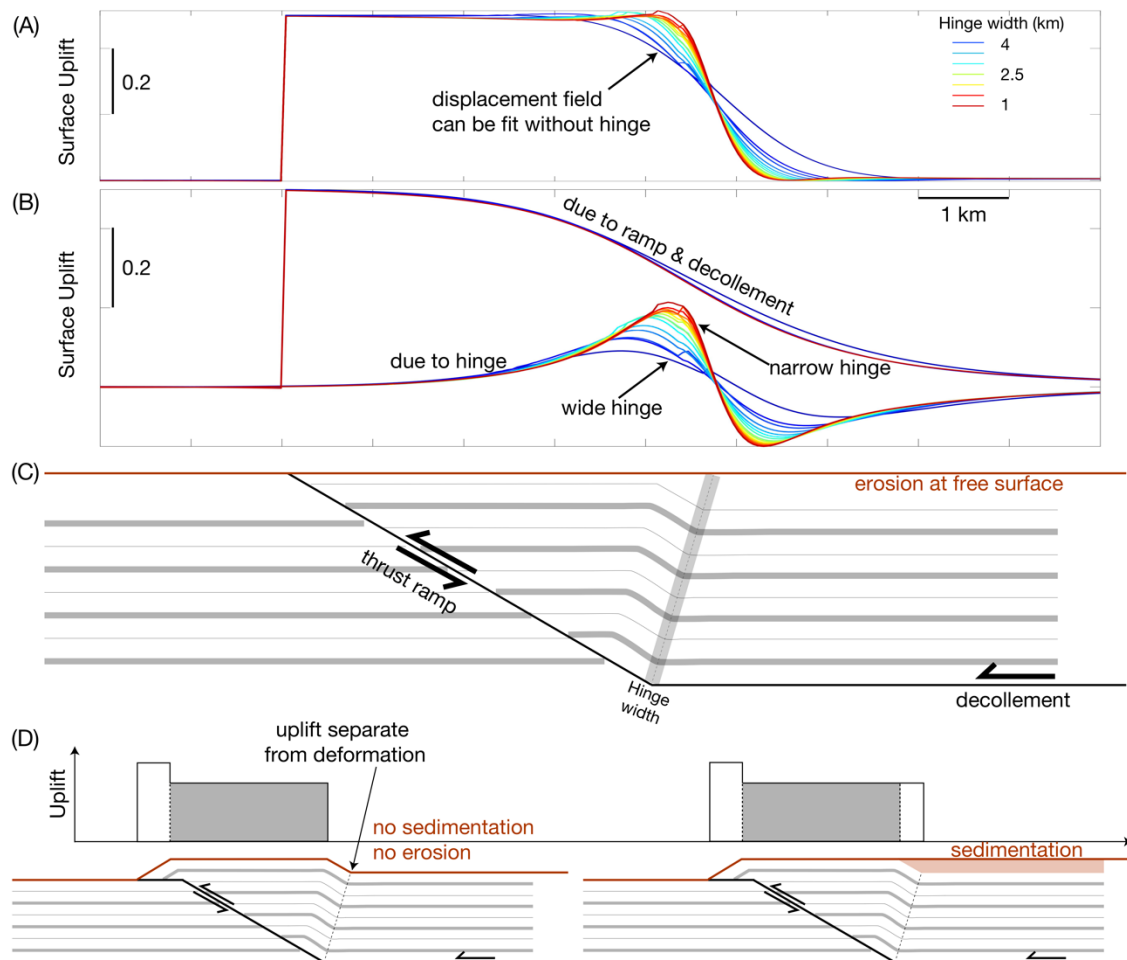 (A)
Surface Uplift
0.2
displacement field
can be fit without hinge
Hinge width (km)
4
2.5
1
(B)
Surface Uplift
0.2
1 km
due to ramp & decollement
due to hinge
narrow hinge
wide hinge
(C)
erosion at free surface
thrust ramp
Hinge
width
decollement
(D)
uplift separate
from deformation
Uplift
no sedimentation
no erosion
sedimentation